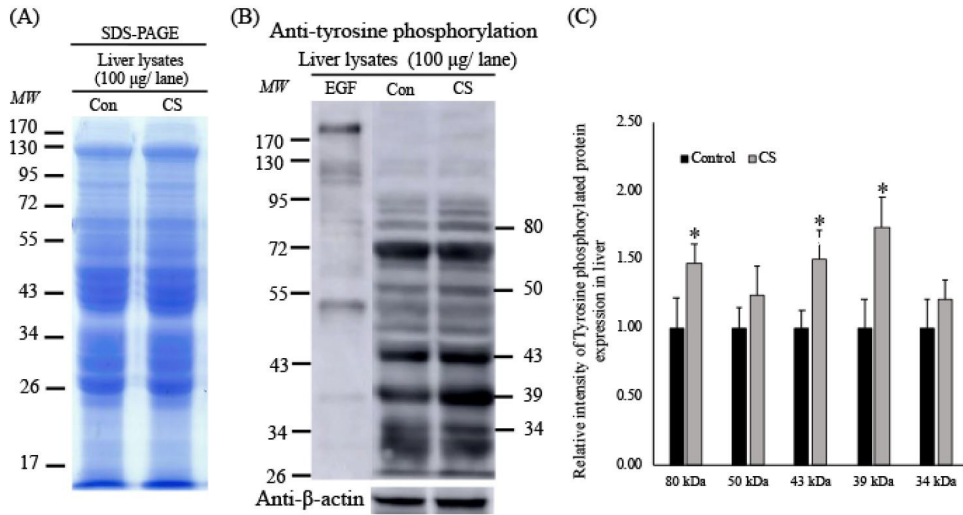 (A)
SDS-PAGE
Liver lysates
(100 μg/ lane)
MW
Con CS
170
130
95
72
55
43
34
26
17
(B)
Anti-tyrosine phosphorylation
Liver lysates (100 μg/ lane)
MW EGF Con CS
170
130
95
72
55
43
34
26
80
50
43
39
34
Anti-β-actin
(C)
Relative intensity of Tyrosine phosphorylated protein
expression in liver
2.50
2.00
1.50
1.00
0.50
0.00
Control CS
* * *
80 kDa 50 kDa 43 kDa 39 kDa 34 kDa